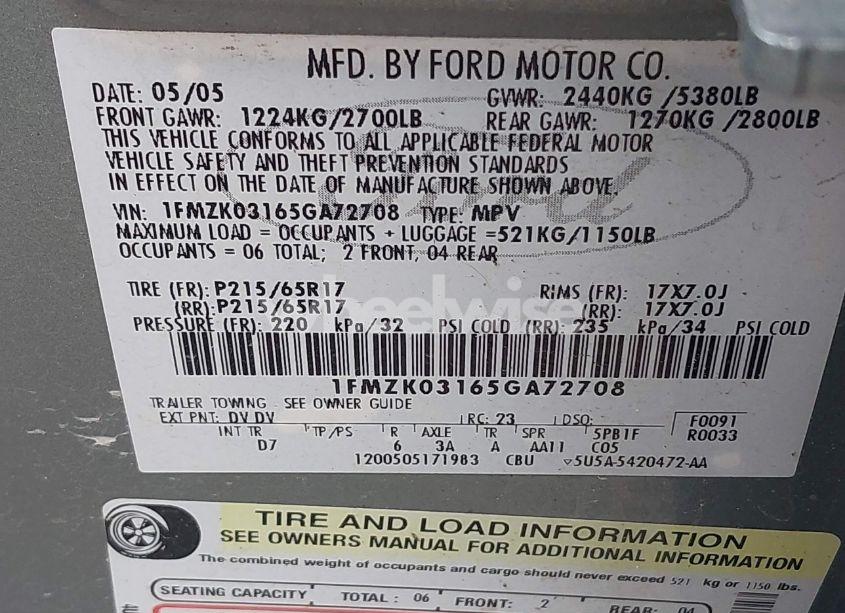 MFD. BY FORD MOTOR CO.
DATE: 05/05 GVWR: 2440KG /5380LB
FRONT GAWR: 1224KG/2700LB REAR GAWR: 1270KG /2800LB
THIS VEHICLE CONFORMS TO ALL APPLICABLE FEDERAL MOTOR
VEHICLE SAFETY AND THEFT PREVENTION STANDARDS
IN EFFECT ON THE DATE OF MANUFACTURE SHOWN ABOVE.
VIN: 1FMZK03165GA72708 TYPE: MPV
MAXIMUM LOAD = OCCUPANTS + LUGGAGE =521KG/1150LB
OCCUPANTS = 06 TOTAL; 2 FRONT, 04 REAR
TIRE (FR): P215/65R17 RIMS (FR): 17X7.0J
(RR): P215/65R17 (RR): 17X7.0J
wheelwise
PRESSURE (FR): 220 kPa/32 PSI COLD (RR): 235 kPa/34 PSI COLD
1FMZK03165GA72708
TRAILER TOWING - SEE OWNER GUIDE
EXT PNT: DV DV RC: 23 DSO: F0091
INT TR TP/PS R AXLE TR SPR 5PB1F R0033
D7 6 3A A AA11 C05
1200505171983 CBU ▽5U5A-5420472-AA
TIRE AND LOAD INFORMATION
SEE OWNERS MANUAL FOR ADDITIONAL INFORMATION
The combined weight of occupants and cargo should never exceed 521 kg or 1150 lbs.
SEATING CAPACITY TOTAL : 06 FRONT: 2 REAR: 04